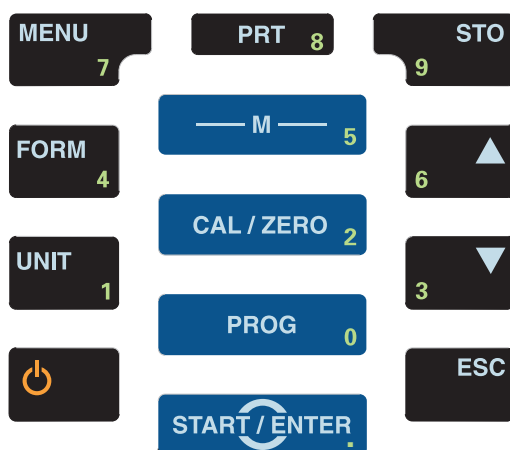 MENU
7
PRT 8
STO
9
— M — 5
FORM
4
6
CAL / ZERO 2
UNIT
1
3
PROG 0
ESC
START / ENTER .